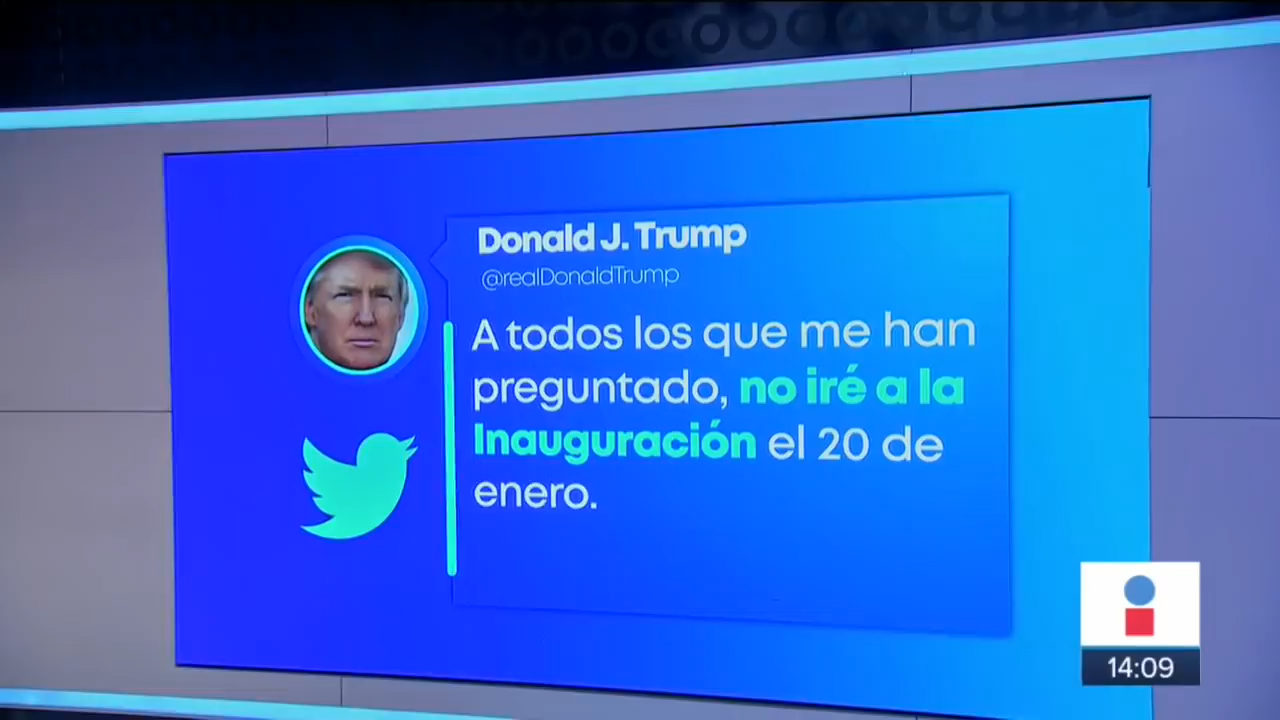 Donald J. Trump
@realDonaldTrump
A todos los que me han
preguntado, no iré a la
Inauguración el 20 de
enero.
14:09